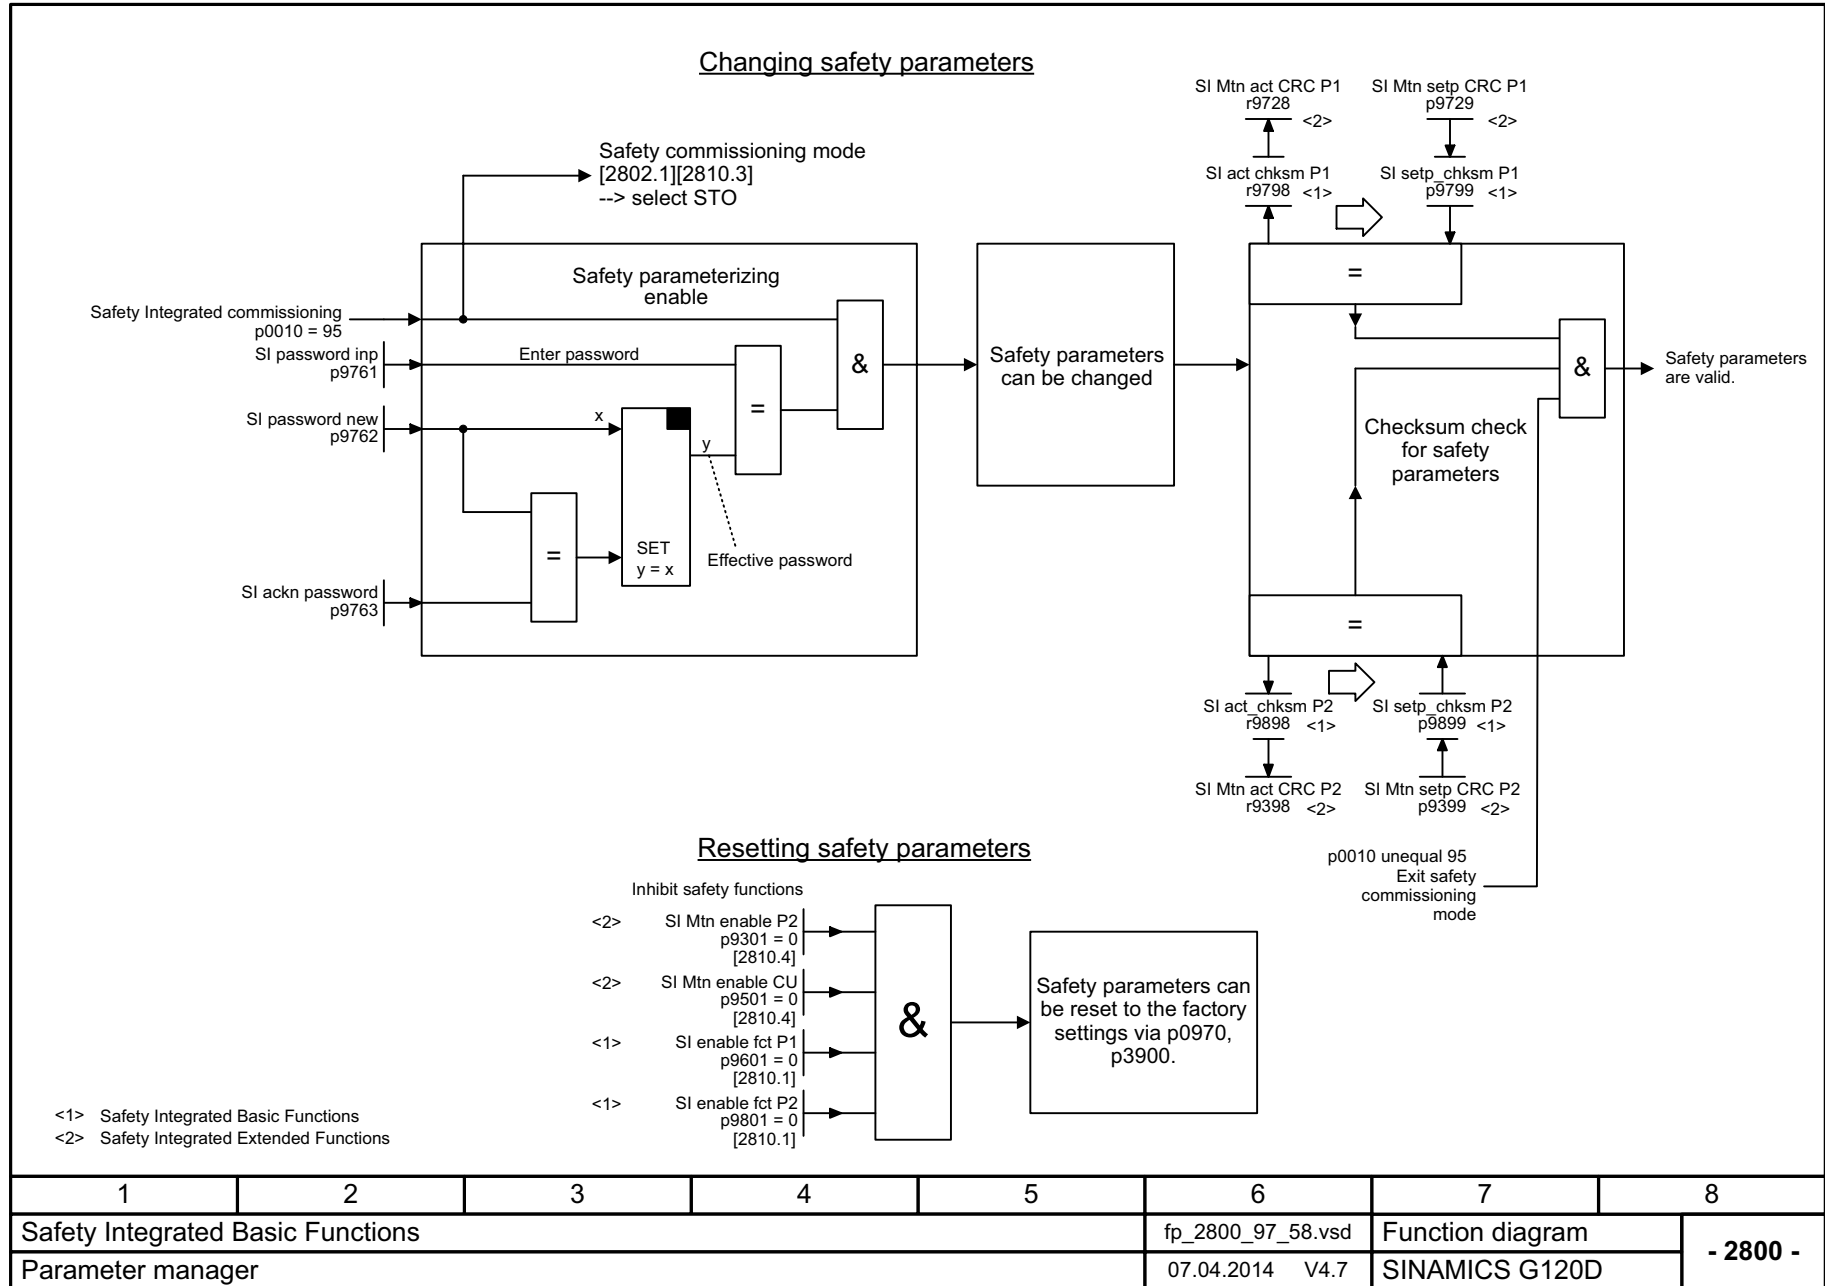 Changing safety parameters
SI Mtn act CRC P1
r9728
<2>
SI Mtn setp CRC P1
p9729
<2>
Safety commissioning mode
[2802.1][2810.3]
--> select STO
SI act chksm P1
r9798
<1>
SI setp_chksm P1
p9799
<1>
Safety parameterizing
enable
=
Safety Integrated commissioning
p0010 = 95
SI password inp
p9761
Enter password
&
Safety parameters
can be changed
&
Safety parameters
are valid.
SI password new
p9762
x
=
y
Checksum check
for safety
parameters
=
SET
y = x
Effective password
SI ackn password
p9763
=
SI act_chksm P2
r9898
<1>
SI setp_chksm P2
p9899
<1>
SI Mtn act CRC P2
r9398
<2>
SI Mtn setp CRC P2
p9399
<2>
Resetting safety parameters
p0010 unequal 95
Exit safety
commissioning
mode
Inhibit safety functions
<2> SI Mtn enable P2
p9301 = 0
[2810.4]
<2> SI Mtn enable CU
p9501 = 0
[2810.4]
<1> SI enable fct P1
p9601 = 0
[2810.1]
<1> SI enable fct P2
p9801 = 0
[2810.1]
&
Safety parameters can
be reset to the factory
settings via p0970,
p3900.
<1> Safety Integrated Basic Functions
<2> Safety Integrated Extended Functions
1 2 3 4 5 6 7 8
Safety Integrated Basic Functions
fp_2800_97_58.vsd
Function diagram
- 2800 -
Parameter manager
07.04.2014 V4.7
SINAMICS G120D